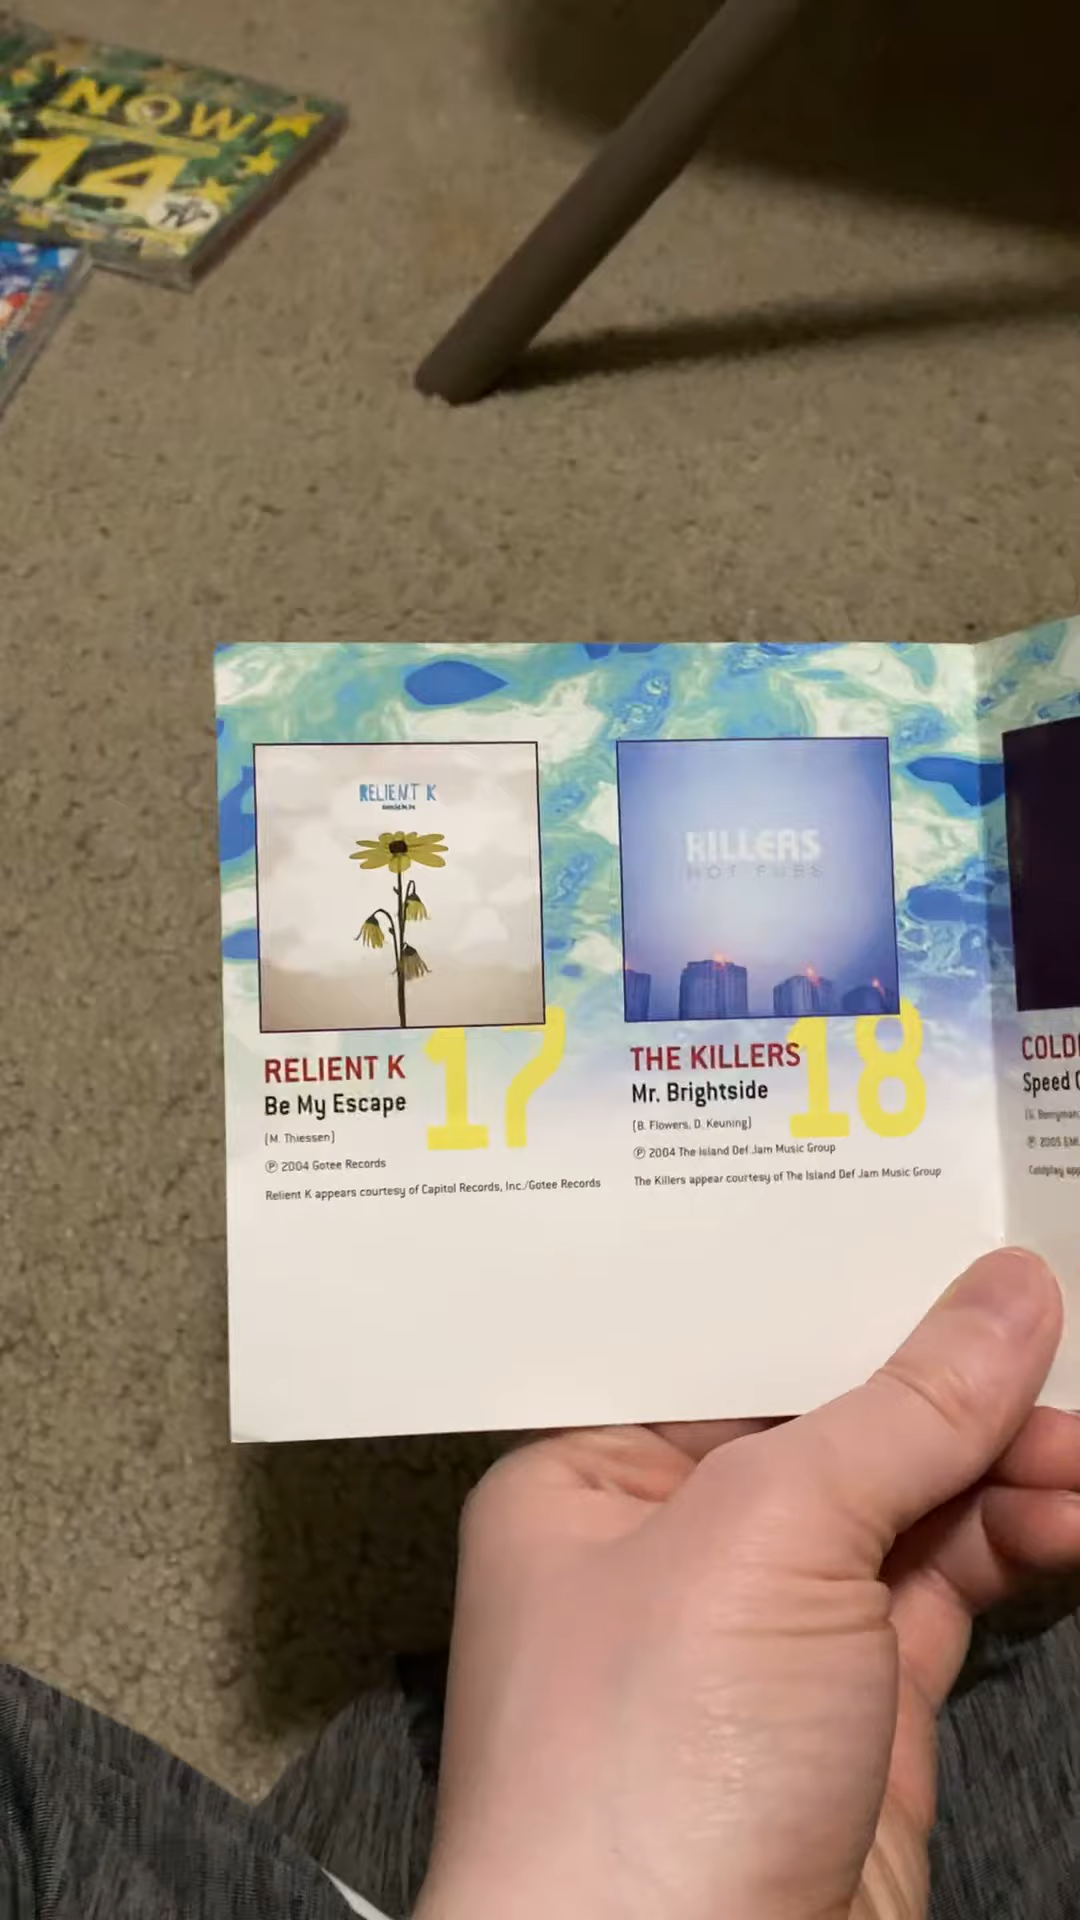 NOW
14
RELIENT K
KILLERS
HOT FUSS
17
RELIENT K
Be My Escape
(M. Thiessen)
℗ 2004 Gotee Records
Relient K appears courtesy of Capitol Records, Inc./Gotee Records
18
THE KILLERS
Mr. Brightside
(B. Flowers, D. Keuning)
℗ 2004 The Island Def Jam Music Group
The Killers appear courtesy of The Island Def Jam Music Group
COLD
Speed
℗ 2005 EMI
Coldplay app